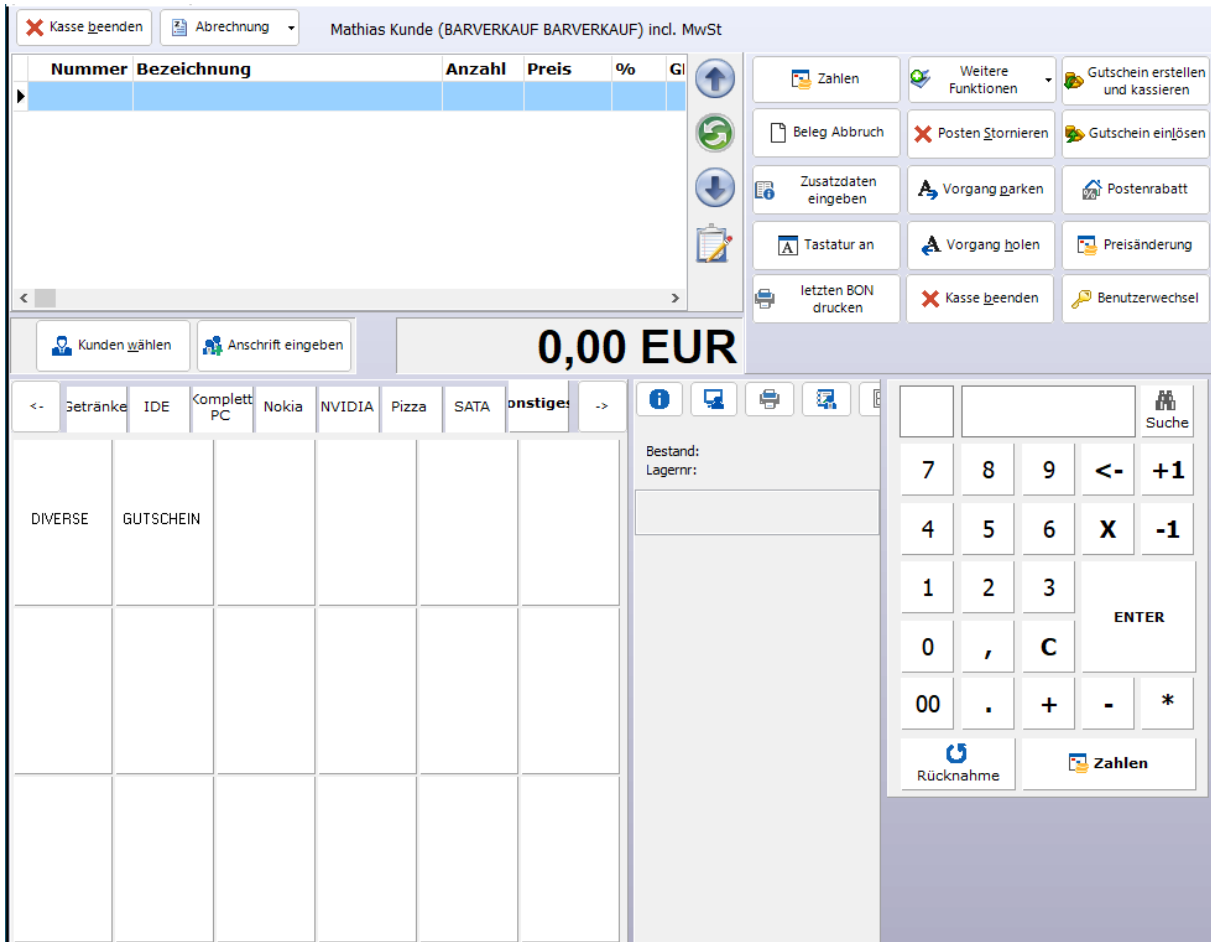 Kasse beenden
Abrechnung
Mathias Kunde (BARVERKAUF BARVERKAUF) incl. MwSt
Nummer Bezeichnung Anzahl Preis % Gl
Zahlen
Weitere
Funktionen
Gutschein erstellen
und kassieren
Beleg Abbruch
Posten Stornieren
Gutschein einlösen
Zusatzdaten
eingeben
Vorgang parken
Postenrabatt
Tastatur an
Vorgang holen
Preisänderung
letzten BON
drucken
Kasse beenden
Benutzerwechsel
Kunden wählen
Anschrift eingeben
0,00 EUR
<-
Getränke
IDE
Komplett
PC
Nokia
NVIDIA
Pizza
SATA
onstiges
->
Suche
Bestand:
Lagernr:
7 8 9 <- +1
DIVERSE
GUTSCHEIN
4 5 6 X -1
1 2 3
ENTER
0 , C
00 . + - *
Rücknahme
Zahlen